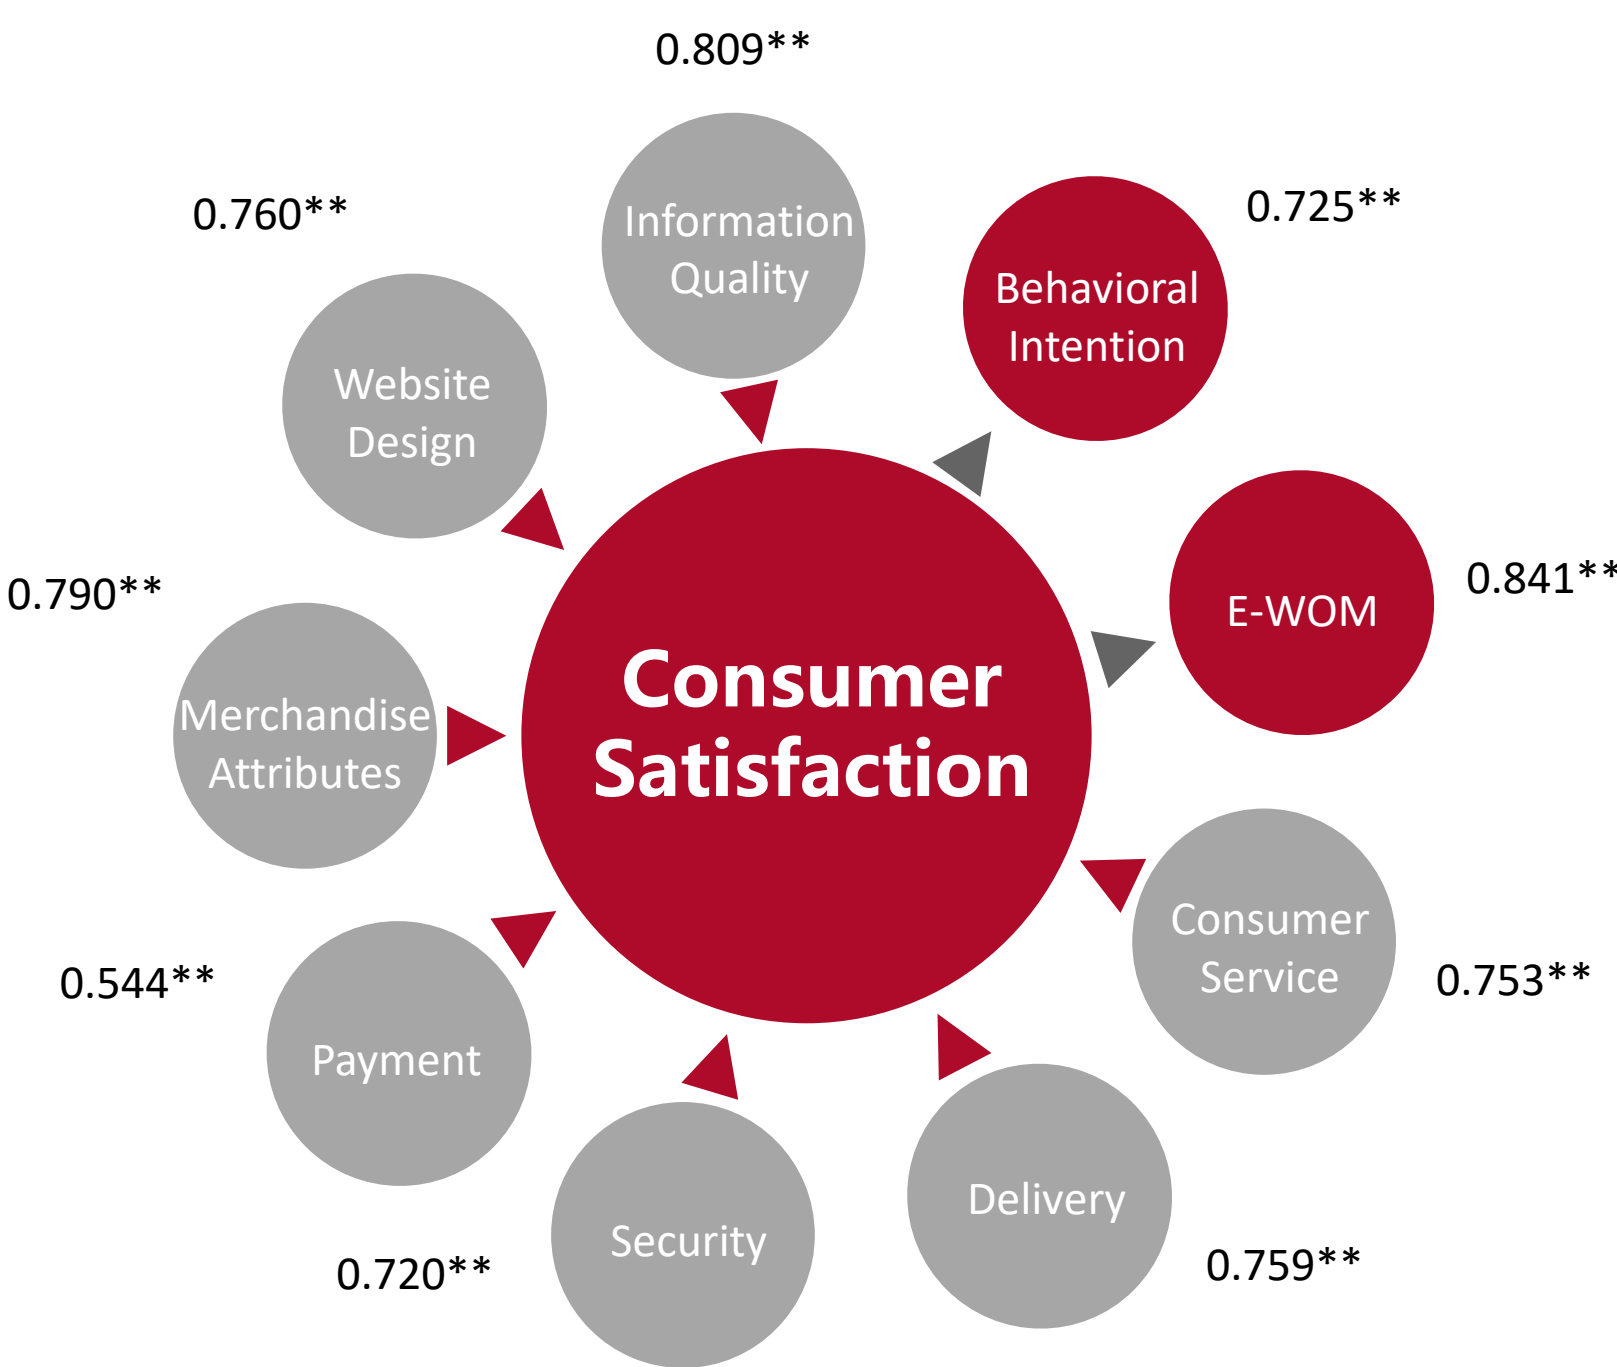 0.809**
Information
Quality
0.760**
Website
Design
0.725**
Behavioral
Intention
0.790**
Merchandise
Attributes
0.841**
E-WOM
Consumer
Satisfaction
0.544**
Payment
Consumer
Service
0.753**
0.720**
Security
Delivery
0.759**